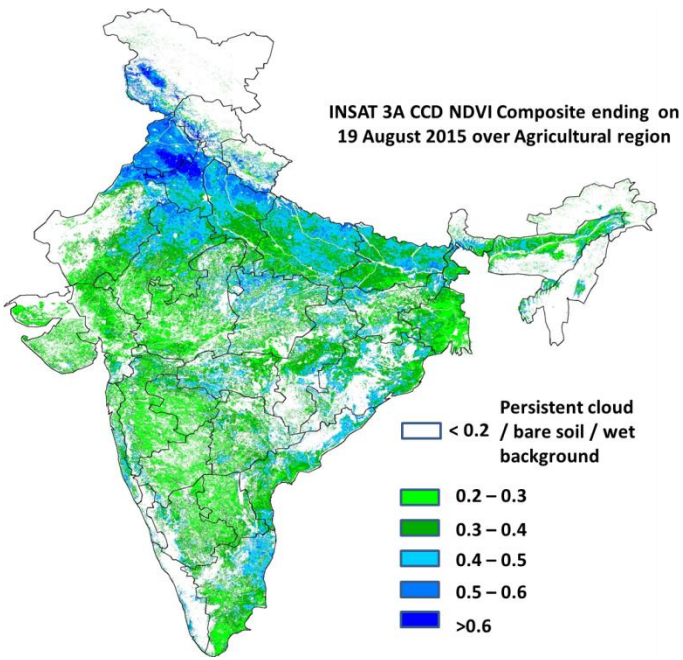 INSAT 3A CCD NDVI Composite ending on
19 August 2015 over Agricultural region
< 0.2
Persistent cloud
/ bare soil / wet
background
0.2 – 0.3
0.3 – 0.4
0.4 – 0.5
0.5 – 0.6
>0.6